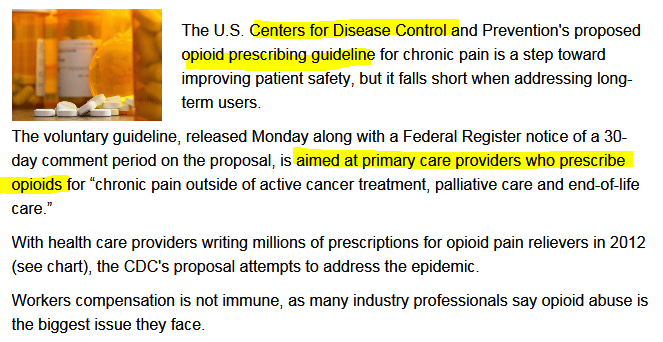 The U.S. Centers for Disease Control and Prevention's proposed
opioid prescribing guideline for chronic pain is a step toward
improving patient safety, but it falls short when addressing long-
term users.
The voluntary guideline, released Monday along with a Federal Register notice of a 30-
day comment period on the proposal, is aimed at primary care providers who prescribe
opioids for “chronic pain outside of active cancer treatment, palliative care and end-of-life
care.”
With health care providers writing millions of prescriptions for opioid pain relievers in 2012
(see chart), the CDC's proposal attempts to address the epidemic.
Workers compensation is not immune, as many industry professionals say opioid abuse is
the biggest issue they face.